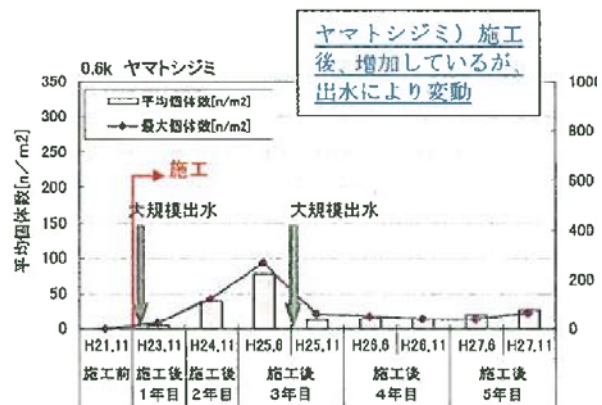 ヤマトシジミ）施工
後、増加しているが、
出水により変動
0.6k ヤマトシジミ
350
300
250
200
150
100
50
0
1000
800
600
400
200
0
平均個体数[n/m2]
最大個体数[n/m2]
平均個体数[n/m2]
施工
大規模出水
大規模出水
H21.11 H23.11 H24.11 H25.6 H25.11 H26.6 H26.11 H27.6 H27.11
施工前 施工後 施工後 施工後 施工後 施工後
1年目 2年目 3年目 4年目 5年目